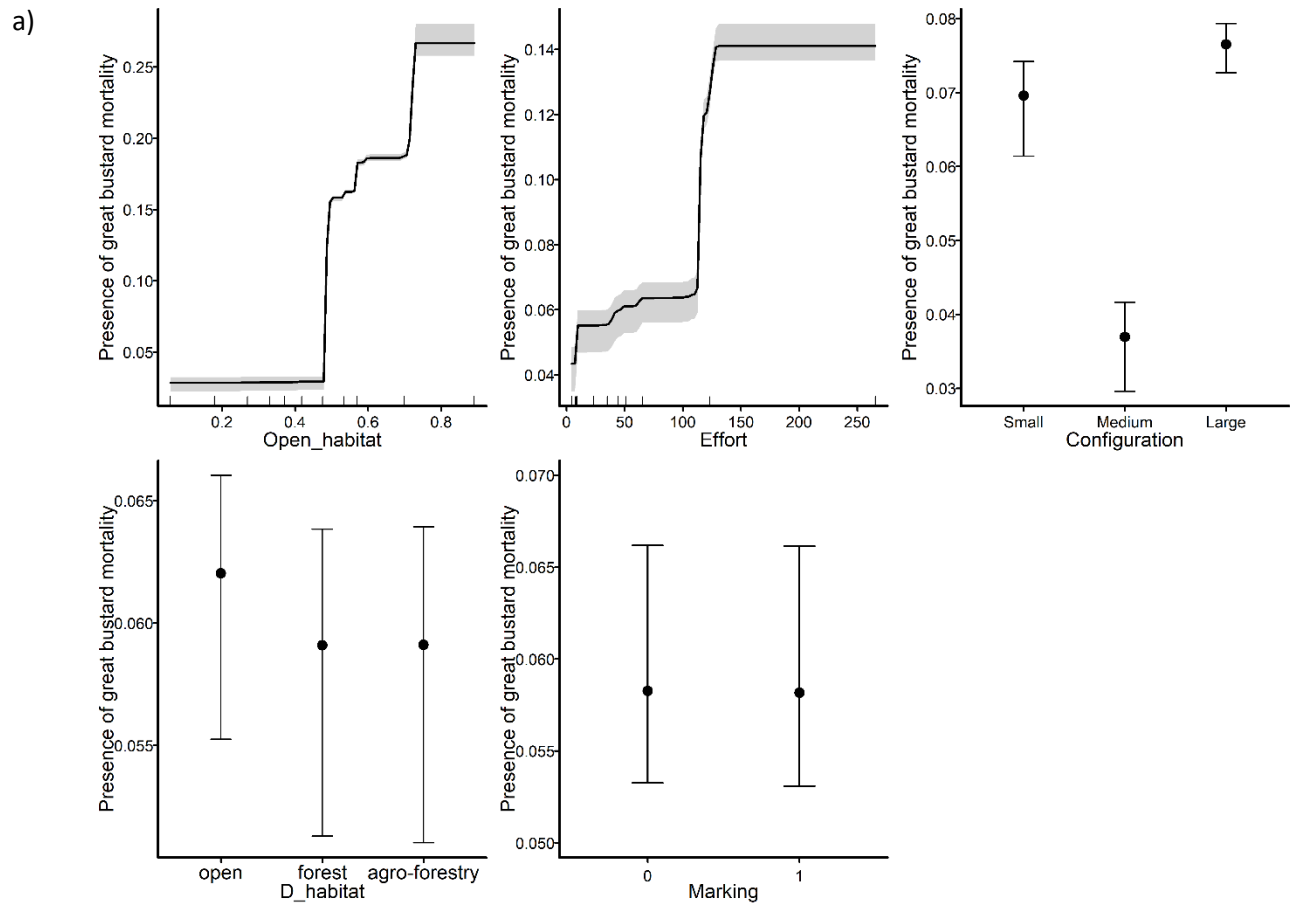 a)
Presence of great bustard mortality
0.25
0.20
0.15
0.10
0.05
0.2 0.4 0.6 0.8
Open_habitat
Presence of great bustard mortality
0.14
0.12
0.10
0.08
0.06
0.04
0 50 100 150 200 250
Effort
Presence of great bustard mortality
0.08
0.07
0.06
0.05
0.04
0.03
Small Medium Large
Configuration
Presence of great bustard mortality
0.065
0.060
0.055
open forest agro-forestry
D_habitat
Presence of great bustard mortality
0.070
0.065
0.060
0.055
0.050
0 1
Marking